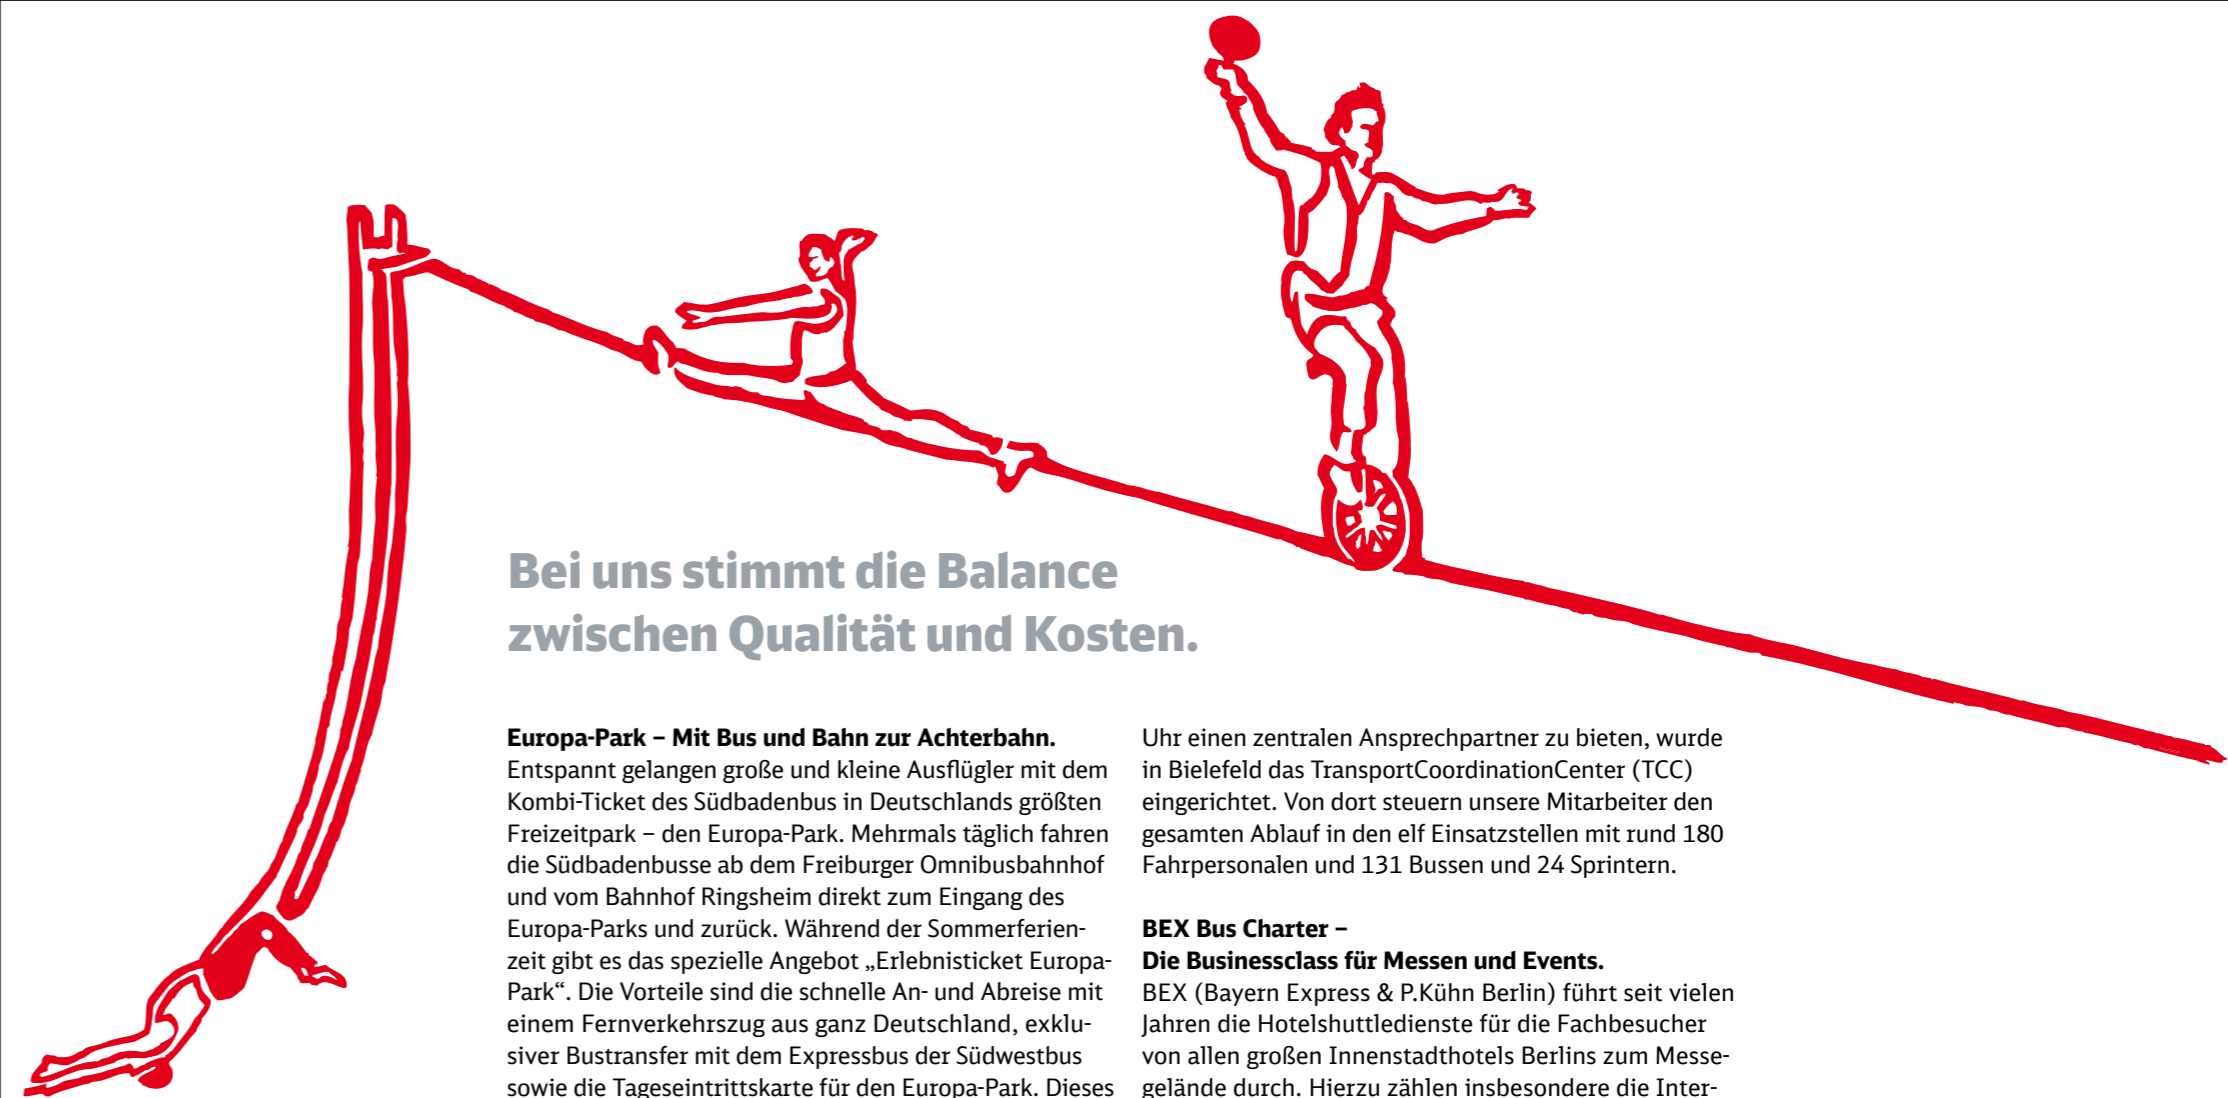 Bei uns stimmt die Balance
zwischen Qualität und Kosten.
Europa-Park – Mit Bus und Bahn zur Achterbahn.
Entspannt gelangen große und kleine Ausflügler mit dem
Kombi-Ticket des Südbadenbus in Deutschlands größten
Freizeitpark – den Europa-Park. Mehrmals täglich fahren
die Südbadenbusse ab dem Freiburger Omnibusbahnhof
und vom Bahnhof Ringsheim direkt zum Eingang des
Europa-Parks und zurück. Während der Sommerferien-
zeit gibt es das spezielle Angebot „Erlebnisticket Europa-
Park“. Die Vorteile sind die schnelle An- und Abreise mit
einem Fernverkehrszug aus ganz Deutschland, exklu-
siver Bustransfer mit dem Expressbus der Südwestbus
sowie die Tageseintrittskarte für den Europa-Park. Dieses
Uhr einen zentralen Ansprechpartner zu bieten, wurde
in Bielefeld das TransportCoordinationCenter (TCC)
eingerichtet. Von dort steuern unsere Mitarbeiter den
gesamten Ablauf in den elf Einsatzstellen mit rund 180
Fahrpersonalen und 131 Bussen und 24 Sprintern.
BEX Bus Charter –
Die Businessclass für Messen und Events.
BEX (Bayern Express & P.Kühn Berlin) führt seit vielen
Jahren die Hotelshuttledienste für die Fachbesucher
von allen großen Innenstadthotels Berlins zum Messe-
gelände durch. Hierzu zählen insbesondere die Inter-